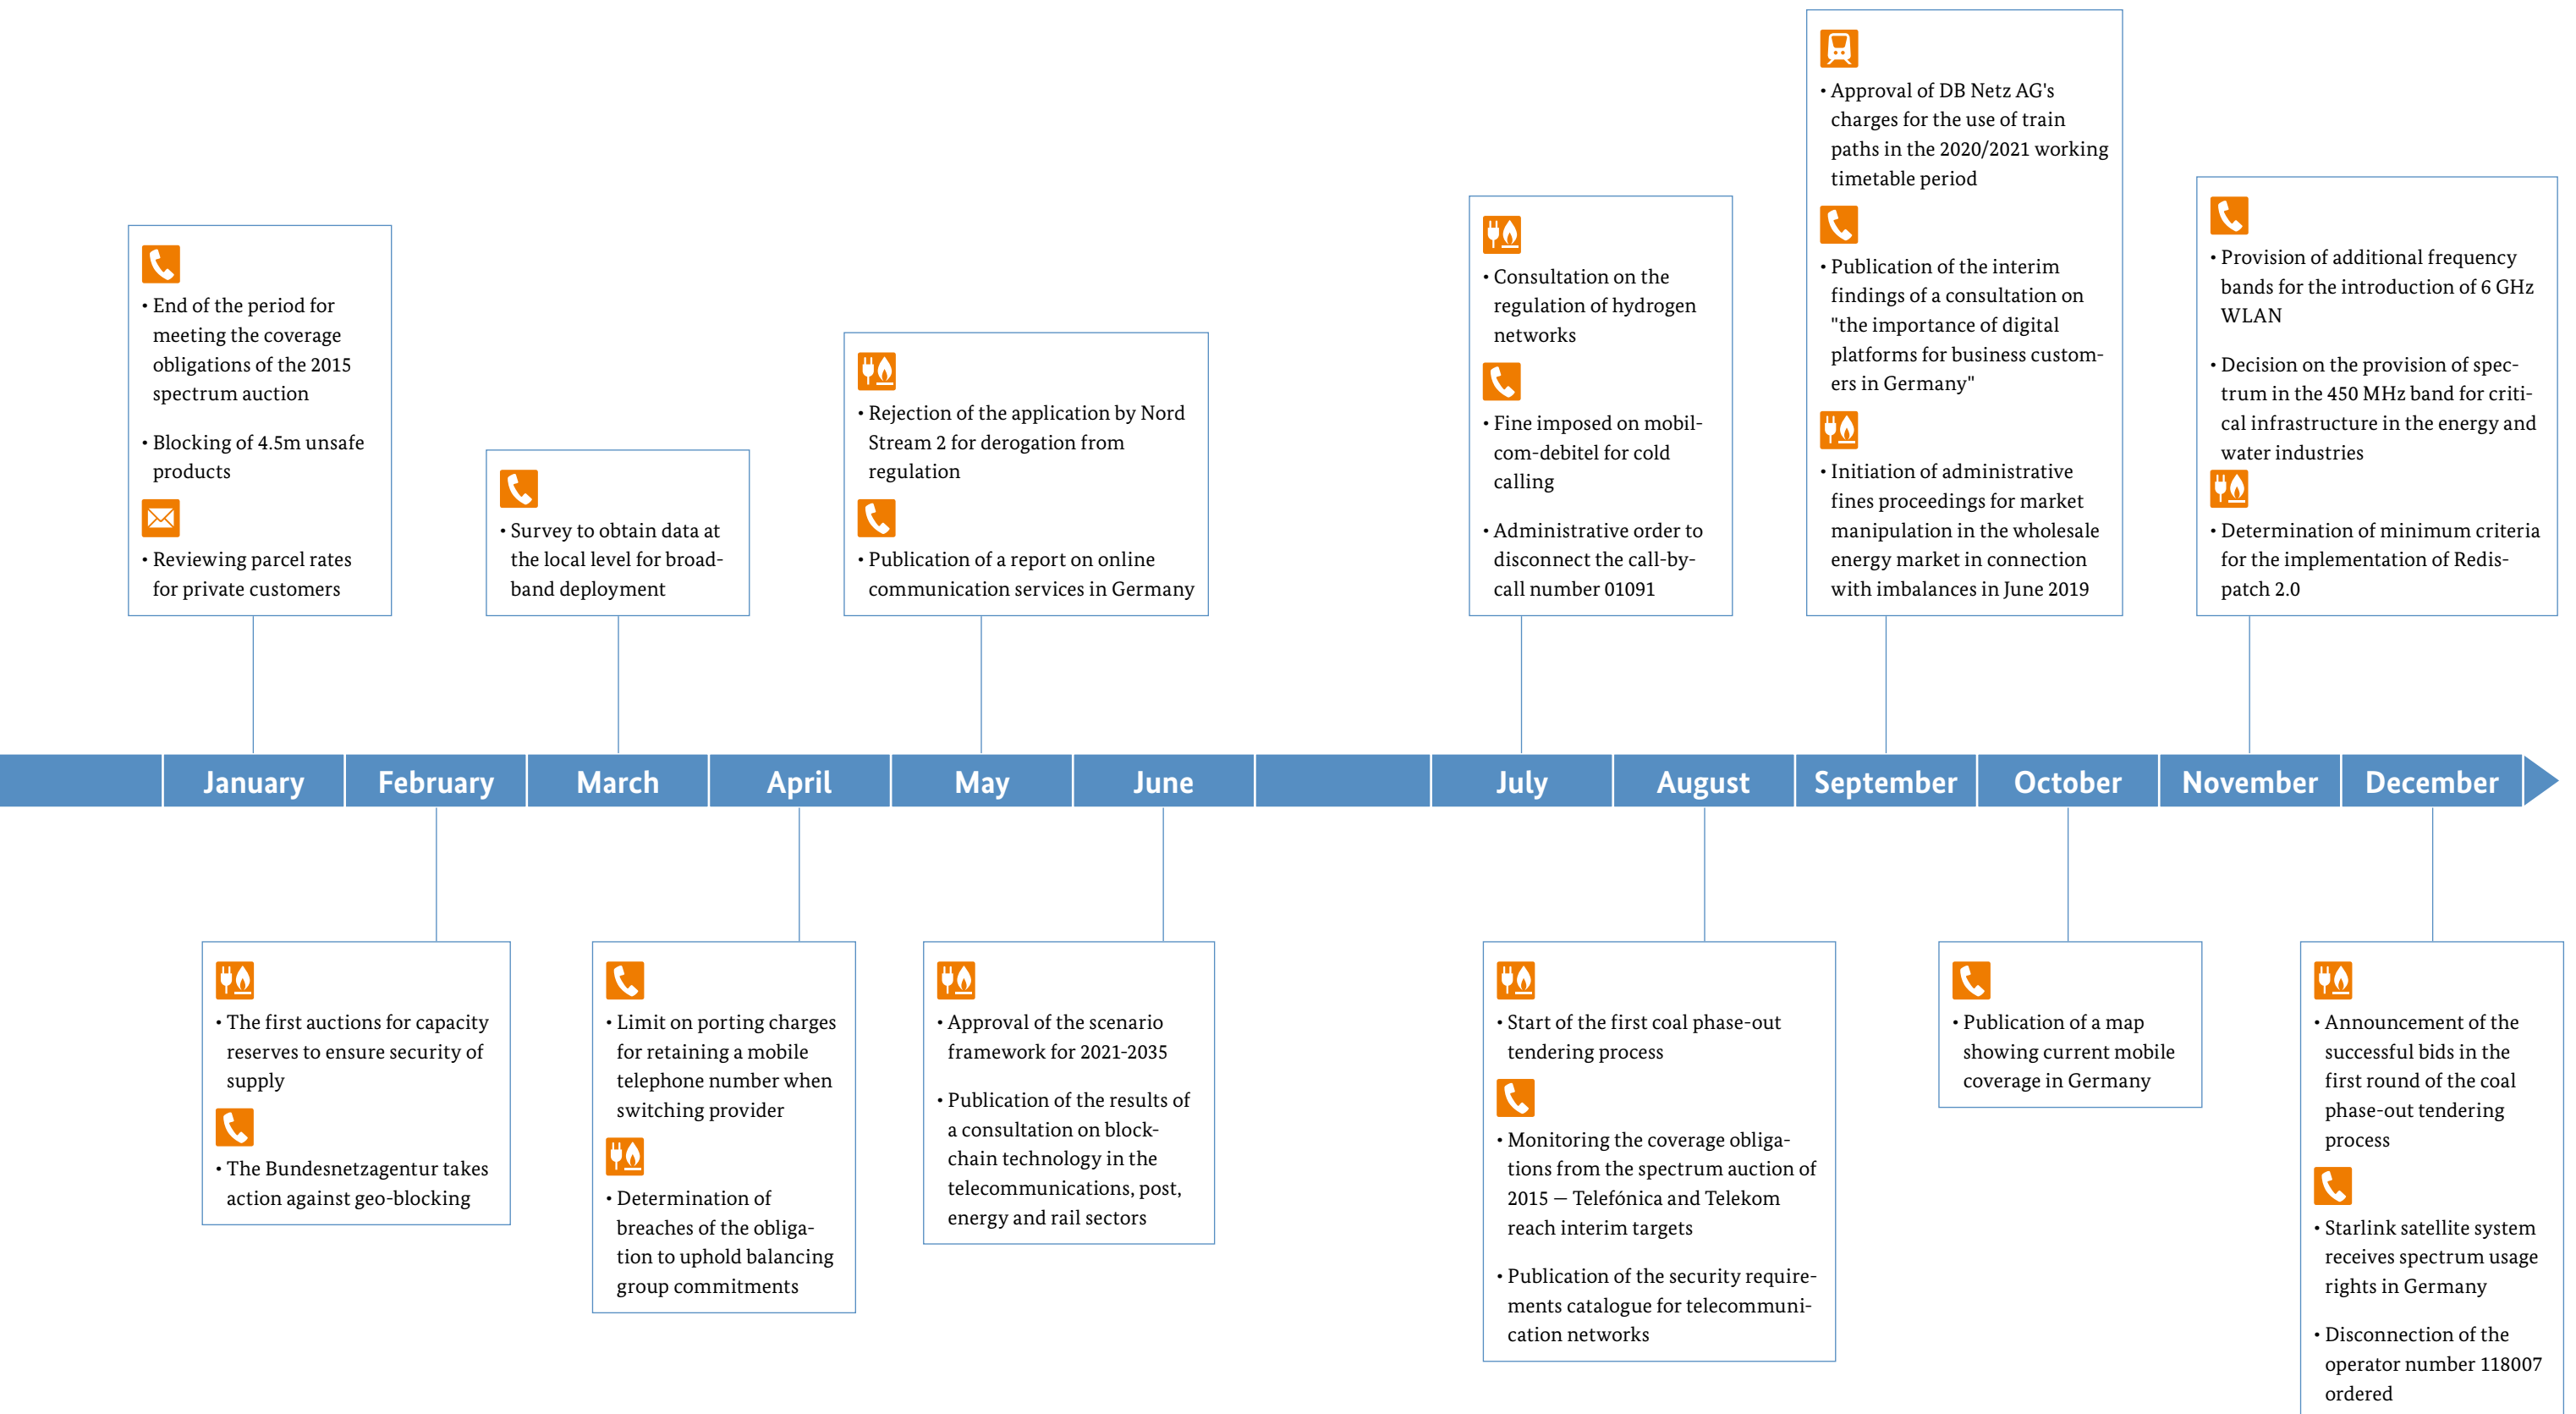 • End of the period for
meeting the coverage
obligations of the 2015
spectrum auction
• Blocking of 4.5m unsafe
products
• Reviewing parcel rates
for private customers
• Survey to obtain data at
the local level for broad-
band deployment
• Rejection of the application by Nord
Stream 2 for derogation from
regulation
• Publication of a report on online
communication services in Germany
• Consultation on the
regulation of hydrogen
networks
• Fine imposed on mobil-
com-debitel for cold
calling
• Administrative order to
disconnect the call-by-
call number 01091
• Approval of DB Netz AG's
charges for the use of train
paths in the 2020/2021 working
timetable period
• Publication of the interim
findings of a consultation on
"the importance of digital
platforms for business custom-
ers in Germany"
• Initiation of administrative
fines proceedings for market
manipulation in the wholesale
energy market in connection
with imbalances in June 2019
• Provision of additional frequency
bands for the introduction of 6 GHz
WLAN
• Decision on the provision of spec-
trum in the 450 MHz band for criti-
cal infrastructure in the energy and
water industries
• Determination of minimum criteria
for the implementation of Redis-
patch 2.0
January February March April May June July August September October November December
• The first auctions for capacity
reserves to ensure security of
supply
• The Bundesnetzagentur takes
action against geo-blocking
• Limit on porting charges
for retaining a mobile
telephone number when
switching provider
• Determination of
breaches of the obliga-
tion to uphold balancing
group commitments
• Approval of the scenario
framework for 2021-2035
• Publication of the results of
a consultation on block-
chain technology in the
telecommunications, post,
energy and rail sectors
• Start of the first coal phase-out
tendering process
• Monitoring the coverage obliga-
tions from the spectrum auction of
2015 — Telefónica and Telekom
reach interim targets
• Publication of the security require-
ments catalogue for telecommuni-
cation networks
• Publication of a map
showing current mobile
coverage in Germany
• Announcement of the
successful bids in the
first round of the coal
phase-out tendering
process
• Starlink satellite system
receives spectrum usage
rights in Germany
• Disconnection of the
operator number 118007
ordered